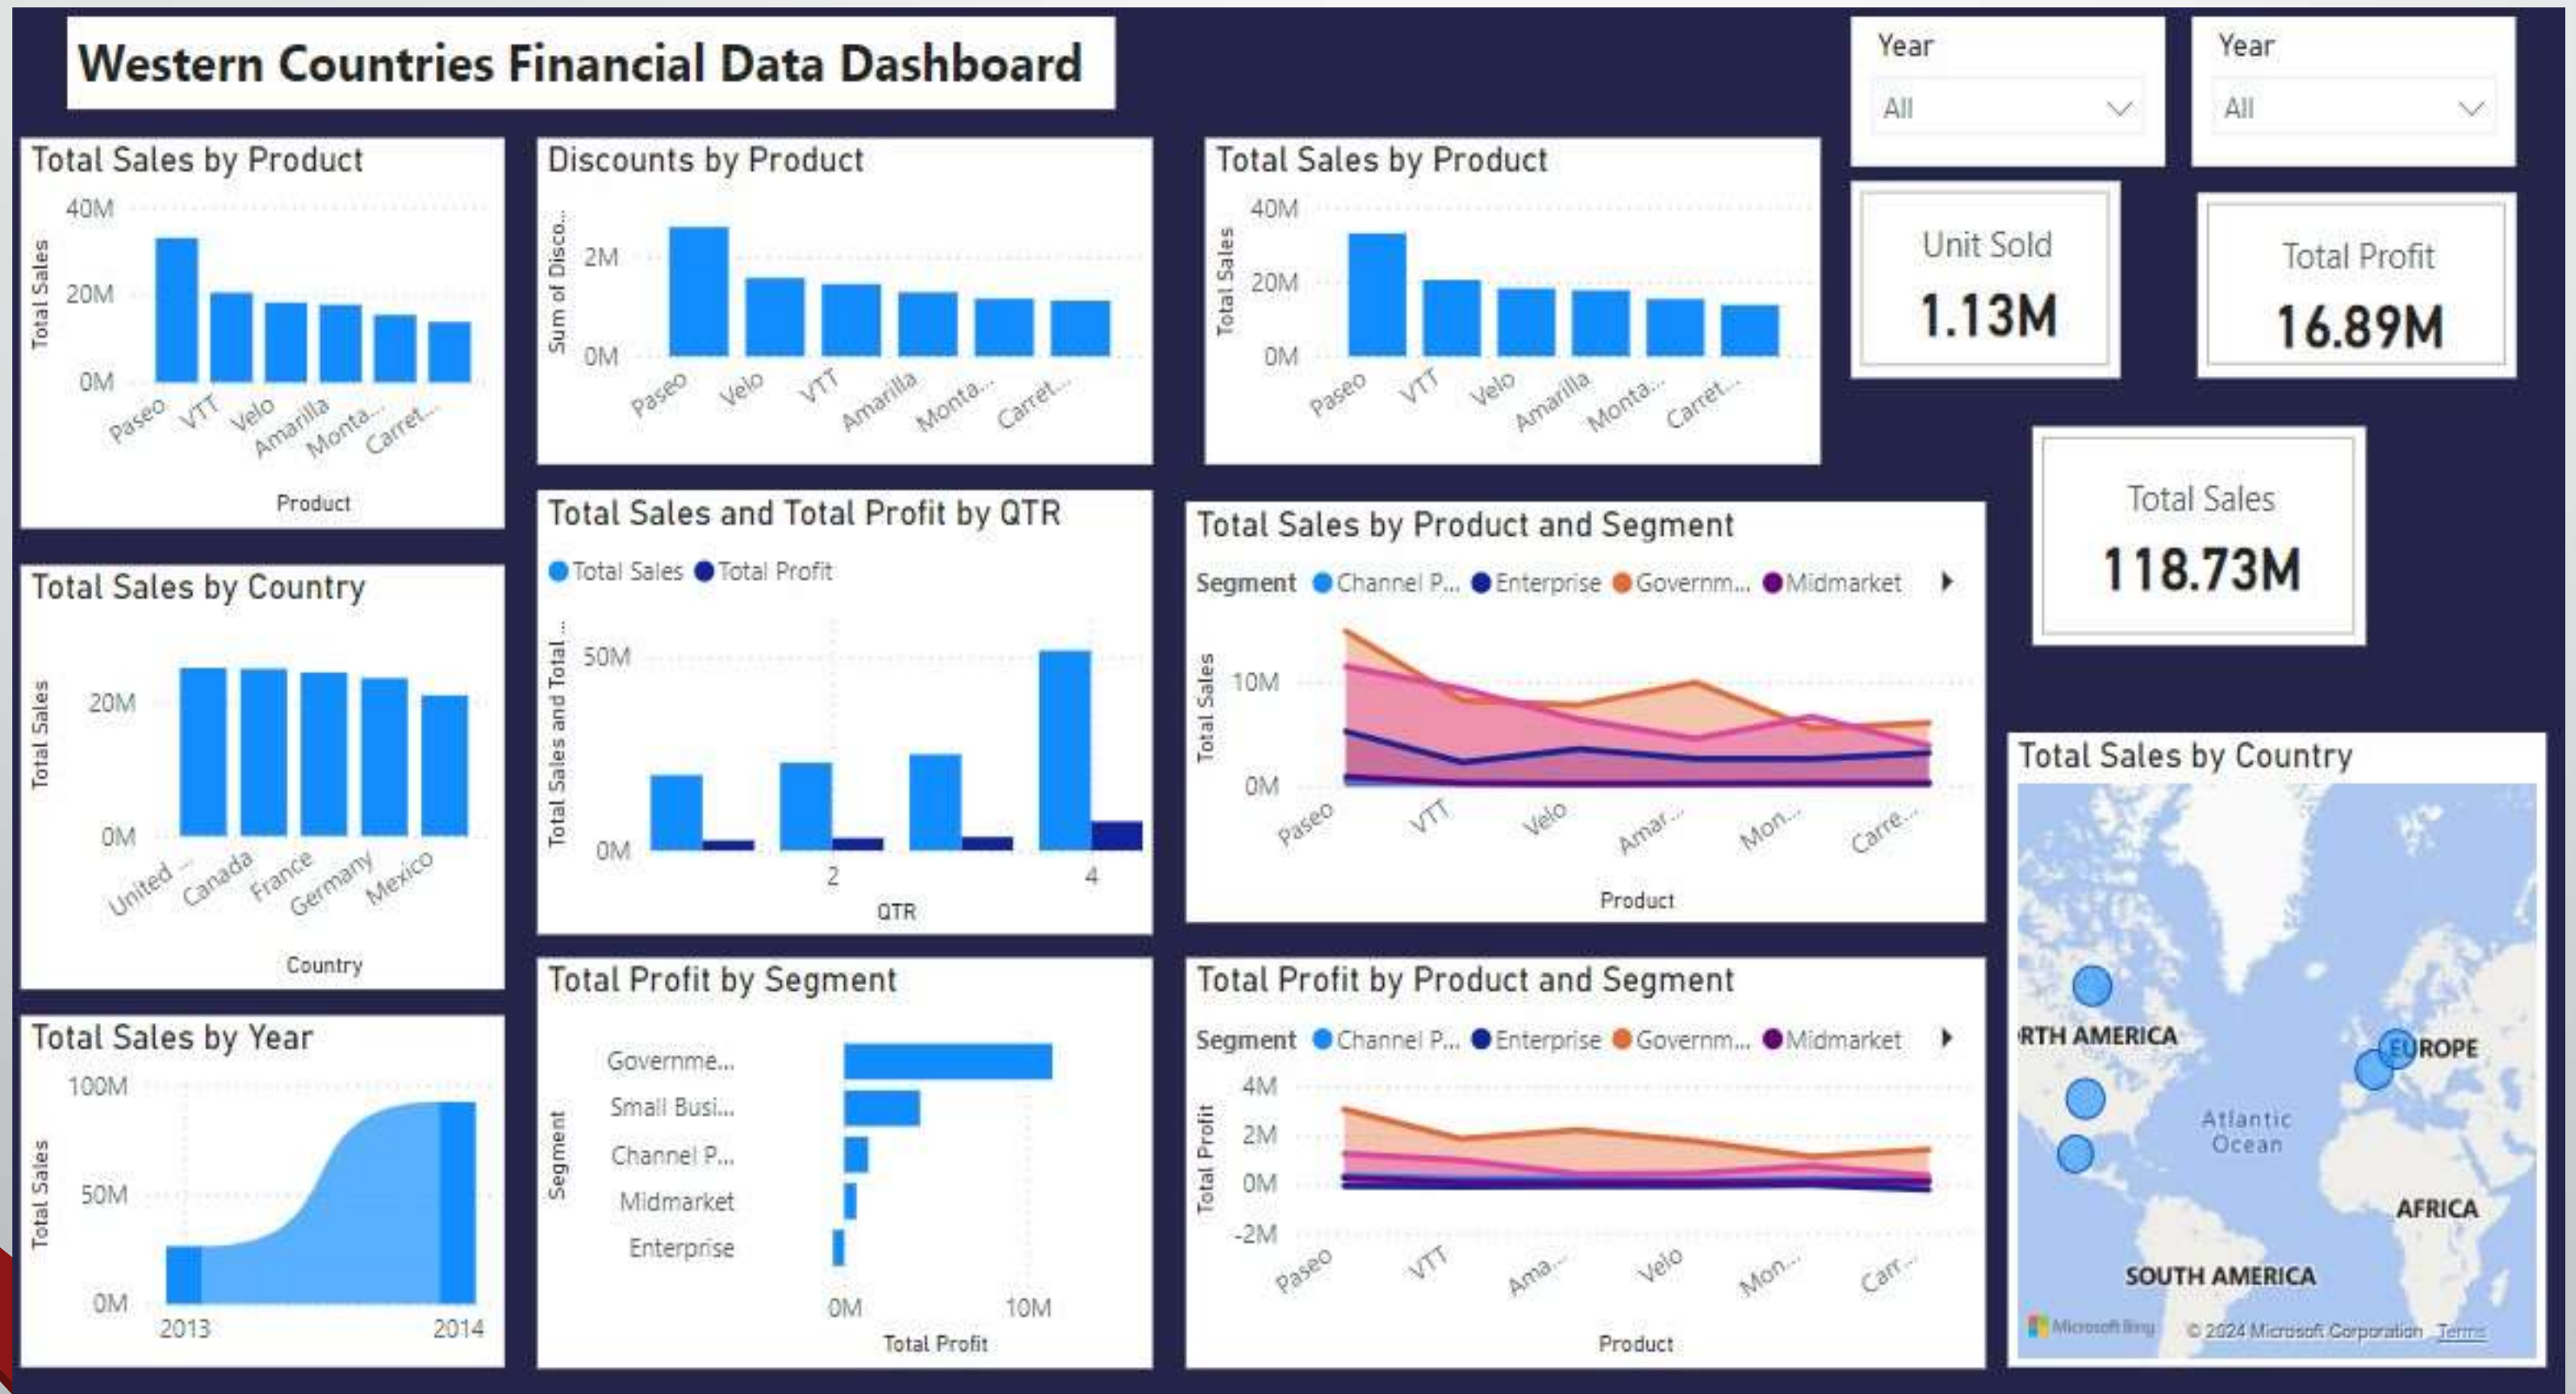 Western Countries Financial Data Dashboard
Year
All
Year
All
Total Sales by Product
Total Sales
40M
20M
0M
Paseo
VTT
Velo
Amarilla
Monta...
Carret...
Product
Discounts by Product
Sum of Disco...
2M
0M
Paseo
Velo
VTT
Amarilla
Monta...
Carret...
Total Sales by Product
Total Sales
40M
20M
0M
Paseo
VTT
Velo
Amarilla
Monta...
Carret...
Unit Sold
1.13M
Total Profit
16.89M
Total Sales
118.73M
Total Sales by Country
Total Sales
20M
0M
United ...
Canada
France
Germany
Mexico
Country
Total Sales and Total Profit by QTR
Total Sales Total Profit
Total Sales and Total ...
50M
0M
2
4
QTR
Total Sales by Product and Segment
Segment Channel P... Enterprise Governm... Midmarket
Total Sales
10M
0M
Paseo
VTT
Velo
Amar...
Mon...
Carre...
Product
Total Sales by Year
Total Sales
100M
50M
0M
2013
2014
Total Profit by Segment
Segment
Governme...
Small Busi...
Channel P...
Midmarket
Enterprise
0M
10M
Total Profit
Total Profit by Product and Segment
Segment Channel P... Enterprise Governm... Midmarket
Total Profit
4M
2M
0M
-2M
Paseo
VTT
Ama...
Velo
Mon...
Carr...
Product
Total Sales by Country
RTH AMERICA
EUROPE
Atlantic
Ocean
AFRICA
SOUTH AMERICA
Microsoft Bing
© 2024 Microsoft Corporation Terms